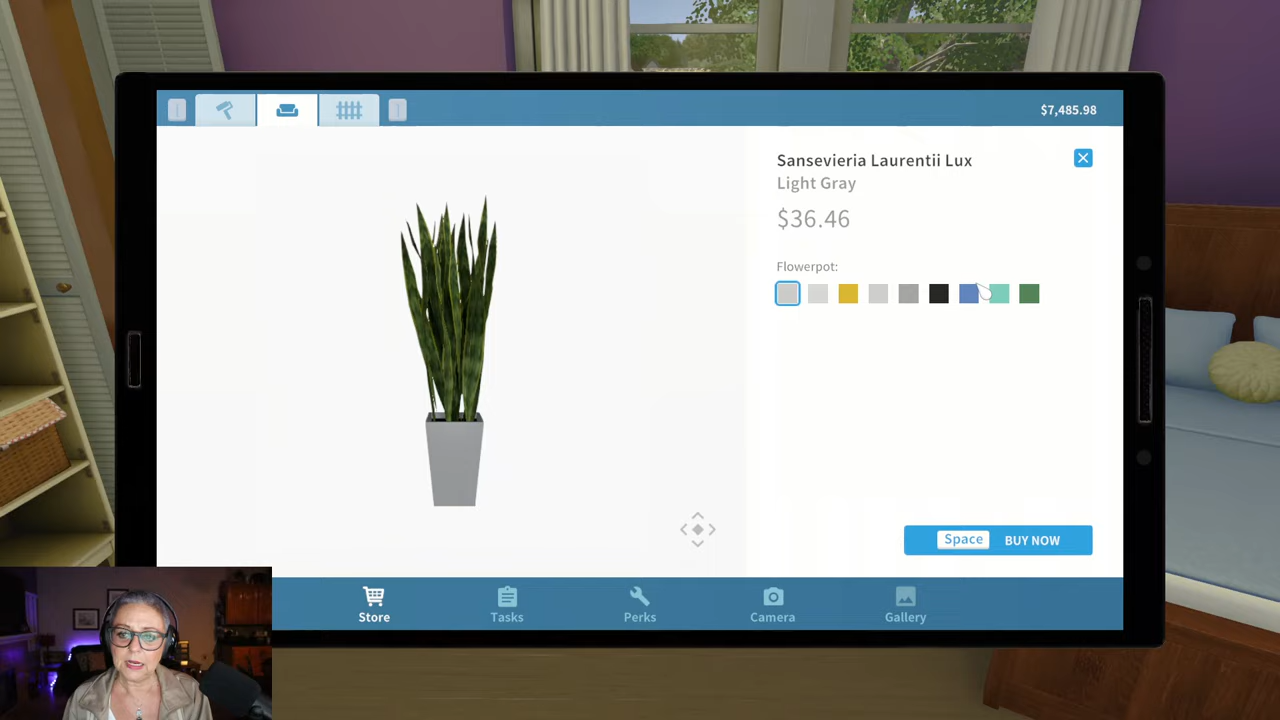 $7,485.98
Sansevieria Laurentii Lux
Light Gray
$36.46
Flowerpot:
Space BUY NOW
Store Tasks Perks Camera Gallery